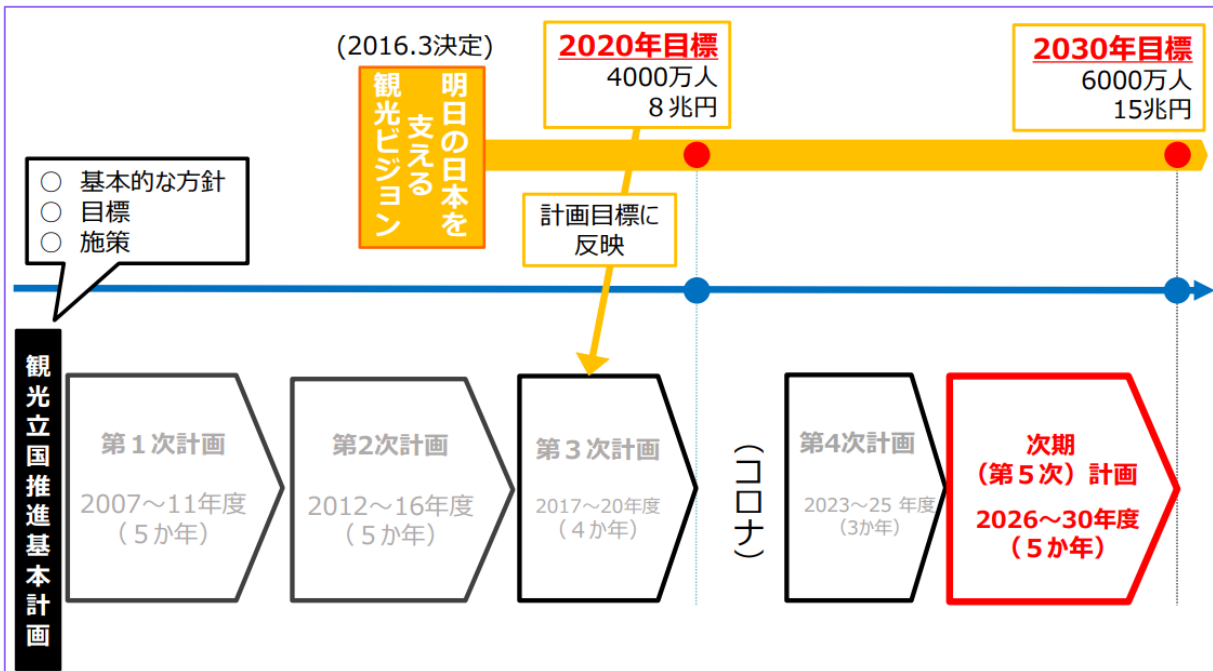 (2016.3決定)
明日の日本を
支える
観光ビジョン
2020年目標
4000万人
８兆円
2030年目標
6000万人
15兆円
○ 基本的な方針
○ 目標
○ 施策
計画目標に
反映
観光立国推進基本計画
第１次計画
2007～11年度
（５か年）
第2次計画
2012～16年度
（５か年）
第３次計画
2017～20年度
（４か年）
（コロナ）
第4次計画
2023～25 年度
（3か年）
次期
（第５次）計画
2026～30年度
（５か年）